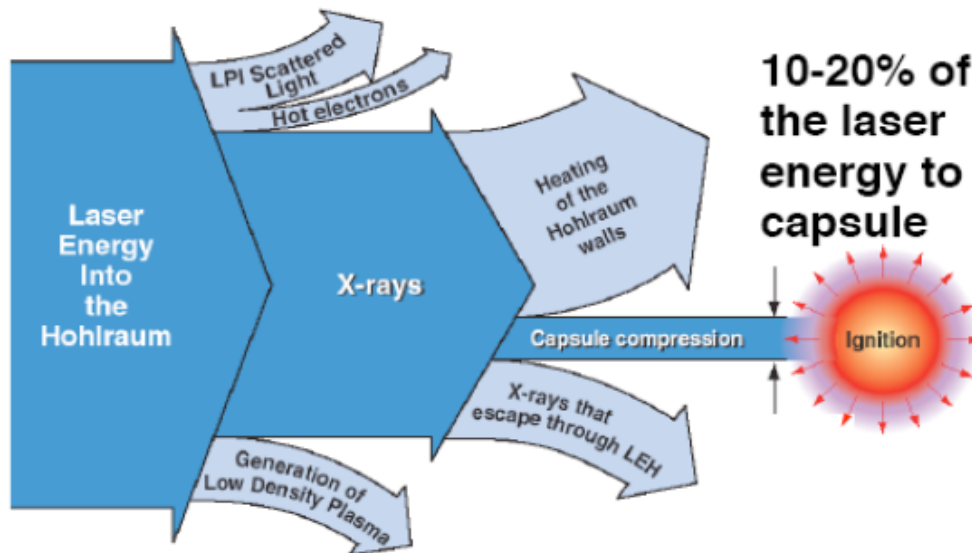 LPI Scattered
Light
Hot electrons
10-20% of
the laser
energy to
capsule
Laser
Energy
Into
the
Hohlraum
X-rays
Heating
of the
Hohlraum
walls
Capsule compression
Ignition
X-rays that
escape through LEH
Generation of
Low Density Plasma